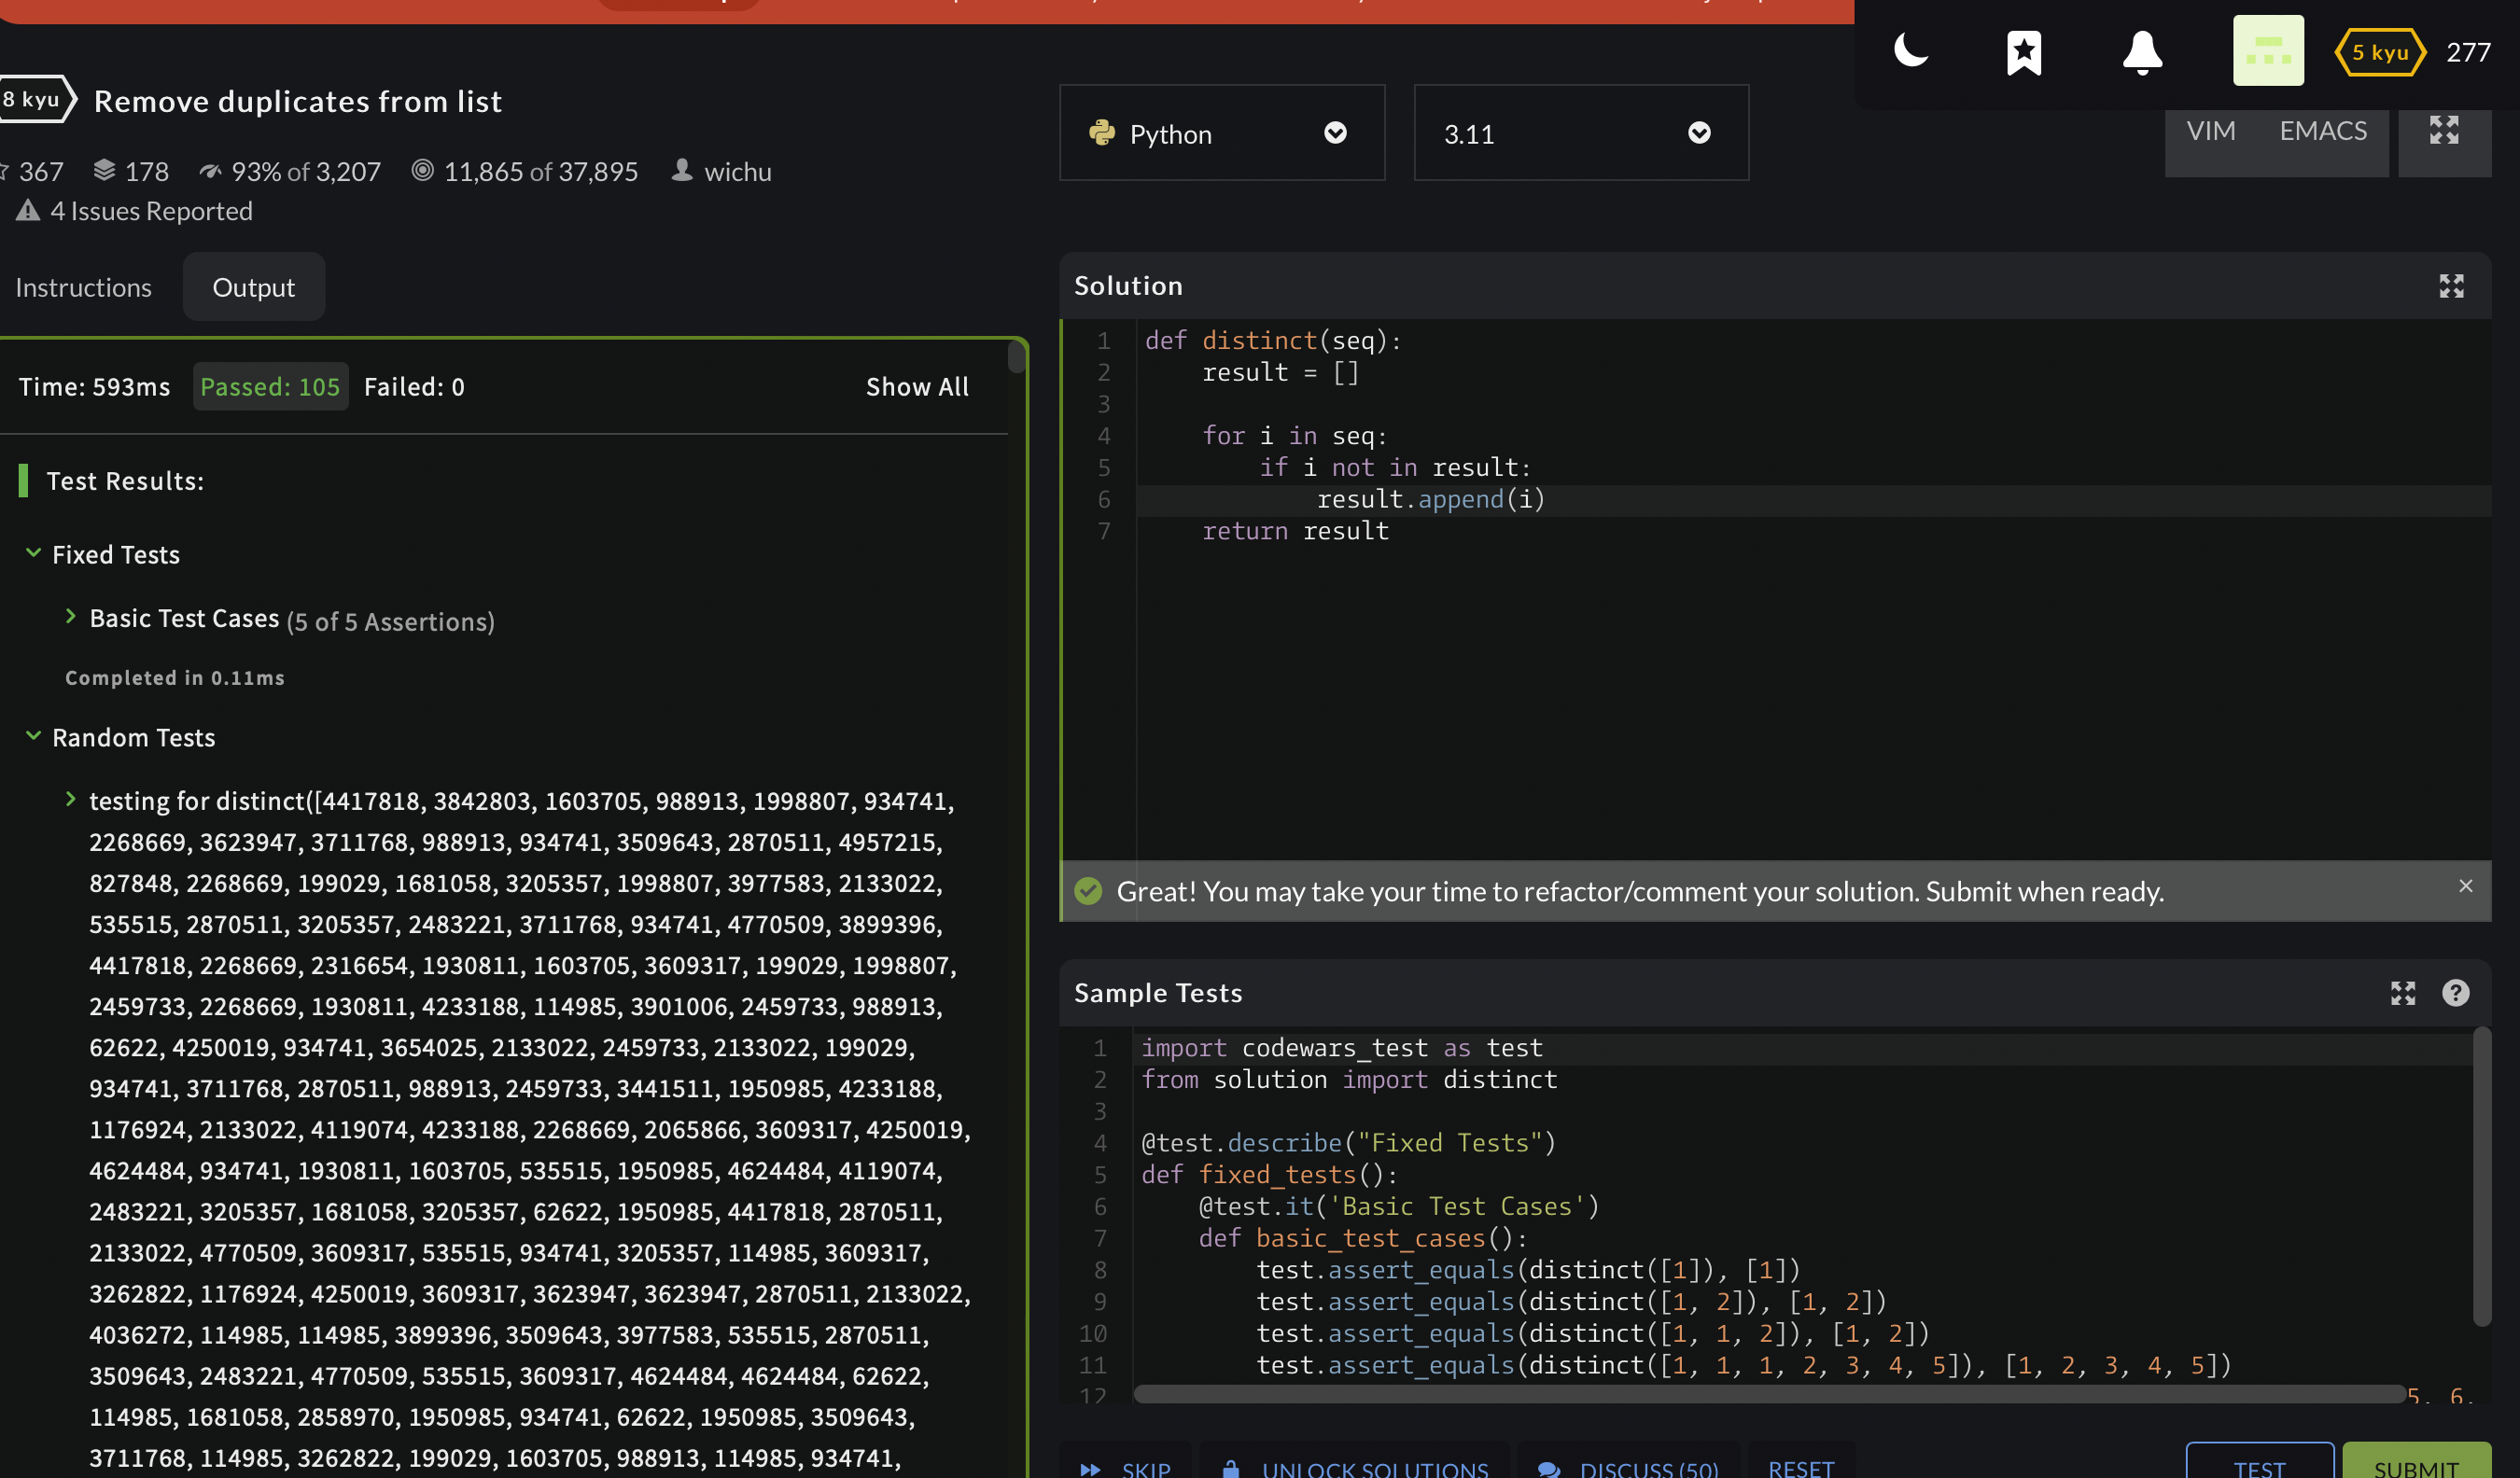 5 kyu 277
8 kyu Remove duplicates from list
367 178 93% of 3,207 11,865 of 37,895 wichu
4 Issues Reported
Python 3.11 VIM EMACS
Instructions Output
Time: 593ms Passed: 105 Failed: 0 Show All
Test Results:
Fixed Tests
Basic Test Cases (5 of 5 Assertions)
Completed in 0.11ms
Random Tests
testing for distinct([4417818, 3842803, 1603705, 988913, 1998807, 934741,
2268669, 3623947, 3711768, 988913, 934741, 3509643, 2870511, 4957215,
827848, 2268669, 199029, 1681058, 3205357, 1998807, 3977583, 2133022,
535515, 2870511, 3205357, 2483221, 3711768, 934741, 4770509, 3899396,
4417818, 2268669, 2316654, 1930811, 1603705, 3609317, 199029, 1998807,
2459733, 2268669, 1930811, 4233188, 114985, 3901006, 2459733, 988913,
62622, 4250019, 934741, 3654025, 2133022, 2459733, 2133022, 199029,
934741, 3711768, 2870511, 988913, 2459733, 3441511, 1950985, 4233188,
1176924, 2133022, 4119074, 4233188, 2268669, 2065866, 3609317, 4250019,
4624484, 934741, 1930811, 1603705, 535515, 1950985, 4624484, 4119074,
2483221, 3205357, 1681058, 3205357, 62622, 1950985, 4417818, 2870511,
2133022, 4770509, 3609317, 535515, 934741, 3205357, 114985, 3609317,
3262822, 1176924, 4250019, 3609317, 3623947, 3623947, 2870511, 2133022,
4036272, 114985, 114985, 3899396, 3509643, 3977583, 535515, 2870511,
3509643, 2483221, 4770509, 535515, 3609317, 4624484, 4624484, 62622,
114985, 1681058, 2858970, 1950985, 934741, 62622, 1950985, 3509643,
3711768, 114985, 3262822, 199029, 1603705, 988913, 114985, 934741,
Solution
1 def distinct(seq):
2     result = []
3
4     for i in seq:
5         if i not in result:
6             result.append(i)
7     return result
Great! You may take your time to refactor/comment your solution. Submit when ready.
Sample Tests
1 import codewars_test as test
2 from solution import distinct
3
4 @test.describe("Fixed Tests")
5 def fixed_tests():
6     @test.it('Basic Test Cases')
7     def basic_test_cases():
8         test.assert_equals(distinct([1]), [1])
9         test.assert_equals(distinct([1, 2]), [1, 2])
10         test.assert_equals(distinct([1, 1, 2]), [1, 2])
11         test.assert_equals(distinct([1, 1, 1, 2, 3, 4, 5]), [1, 2, 3, 4, 5])
12 5, 6,
SKIP UNLOCK SOLUTIONS DISCUSS (50) RESET TEST SUBMIT